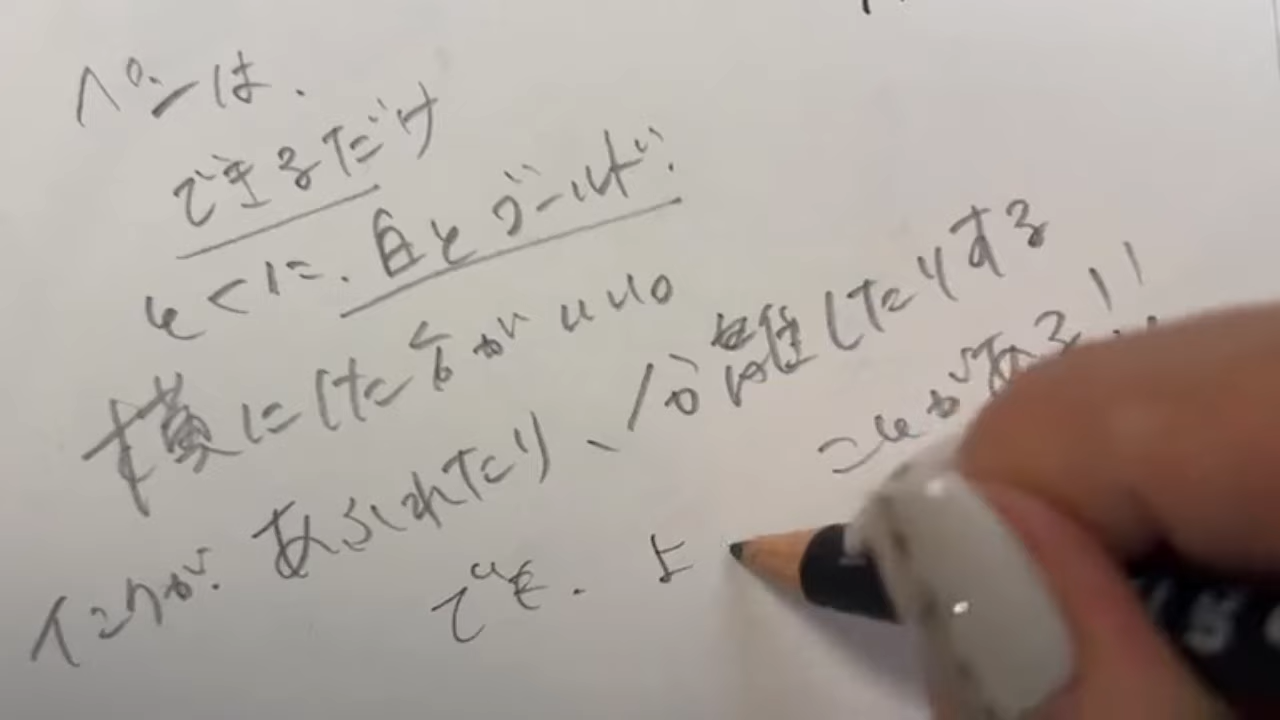 ペンは.
できるだけ
とくに.白とゴールド.
横にした方がいい。
インクが.あふれたり、分離したりする
ことがある!!
でも.よ